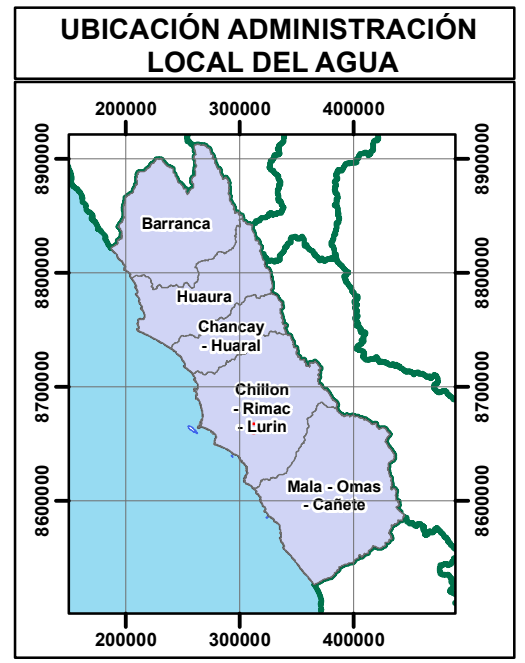 UBICACIÓN ADMINISTRACIÓN
LOCAL DEL AGUA
200000 300000 400000
8900000 8900000
Barranca
8800000 8800000
Huaura
Chancay
- Huaral
8700000 8700000
Chillon
- Rimac
- Lurin
Mala - Omas
- Cañete
8600000 8600000
200000 300000 400000